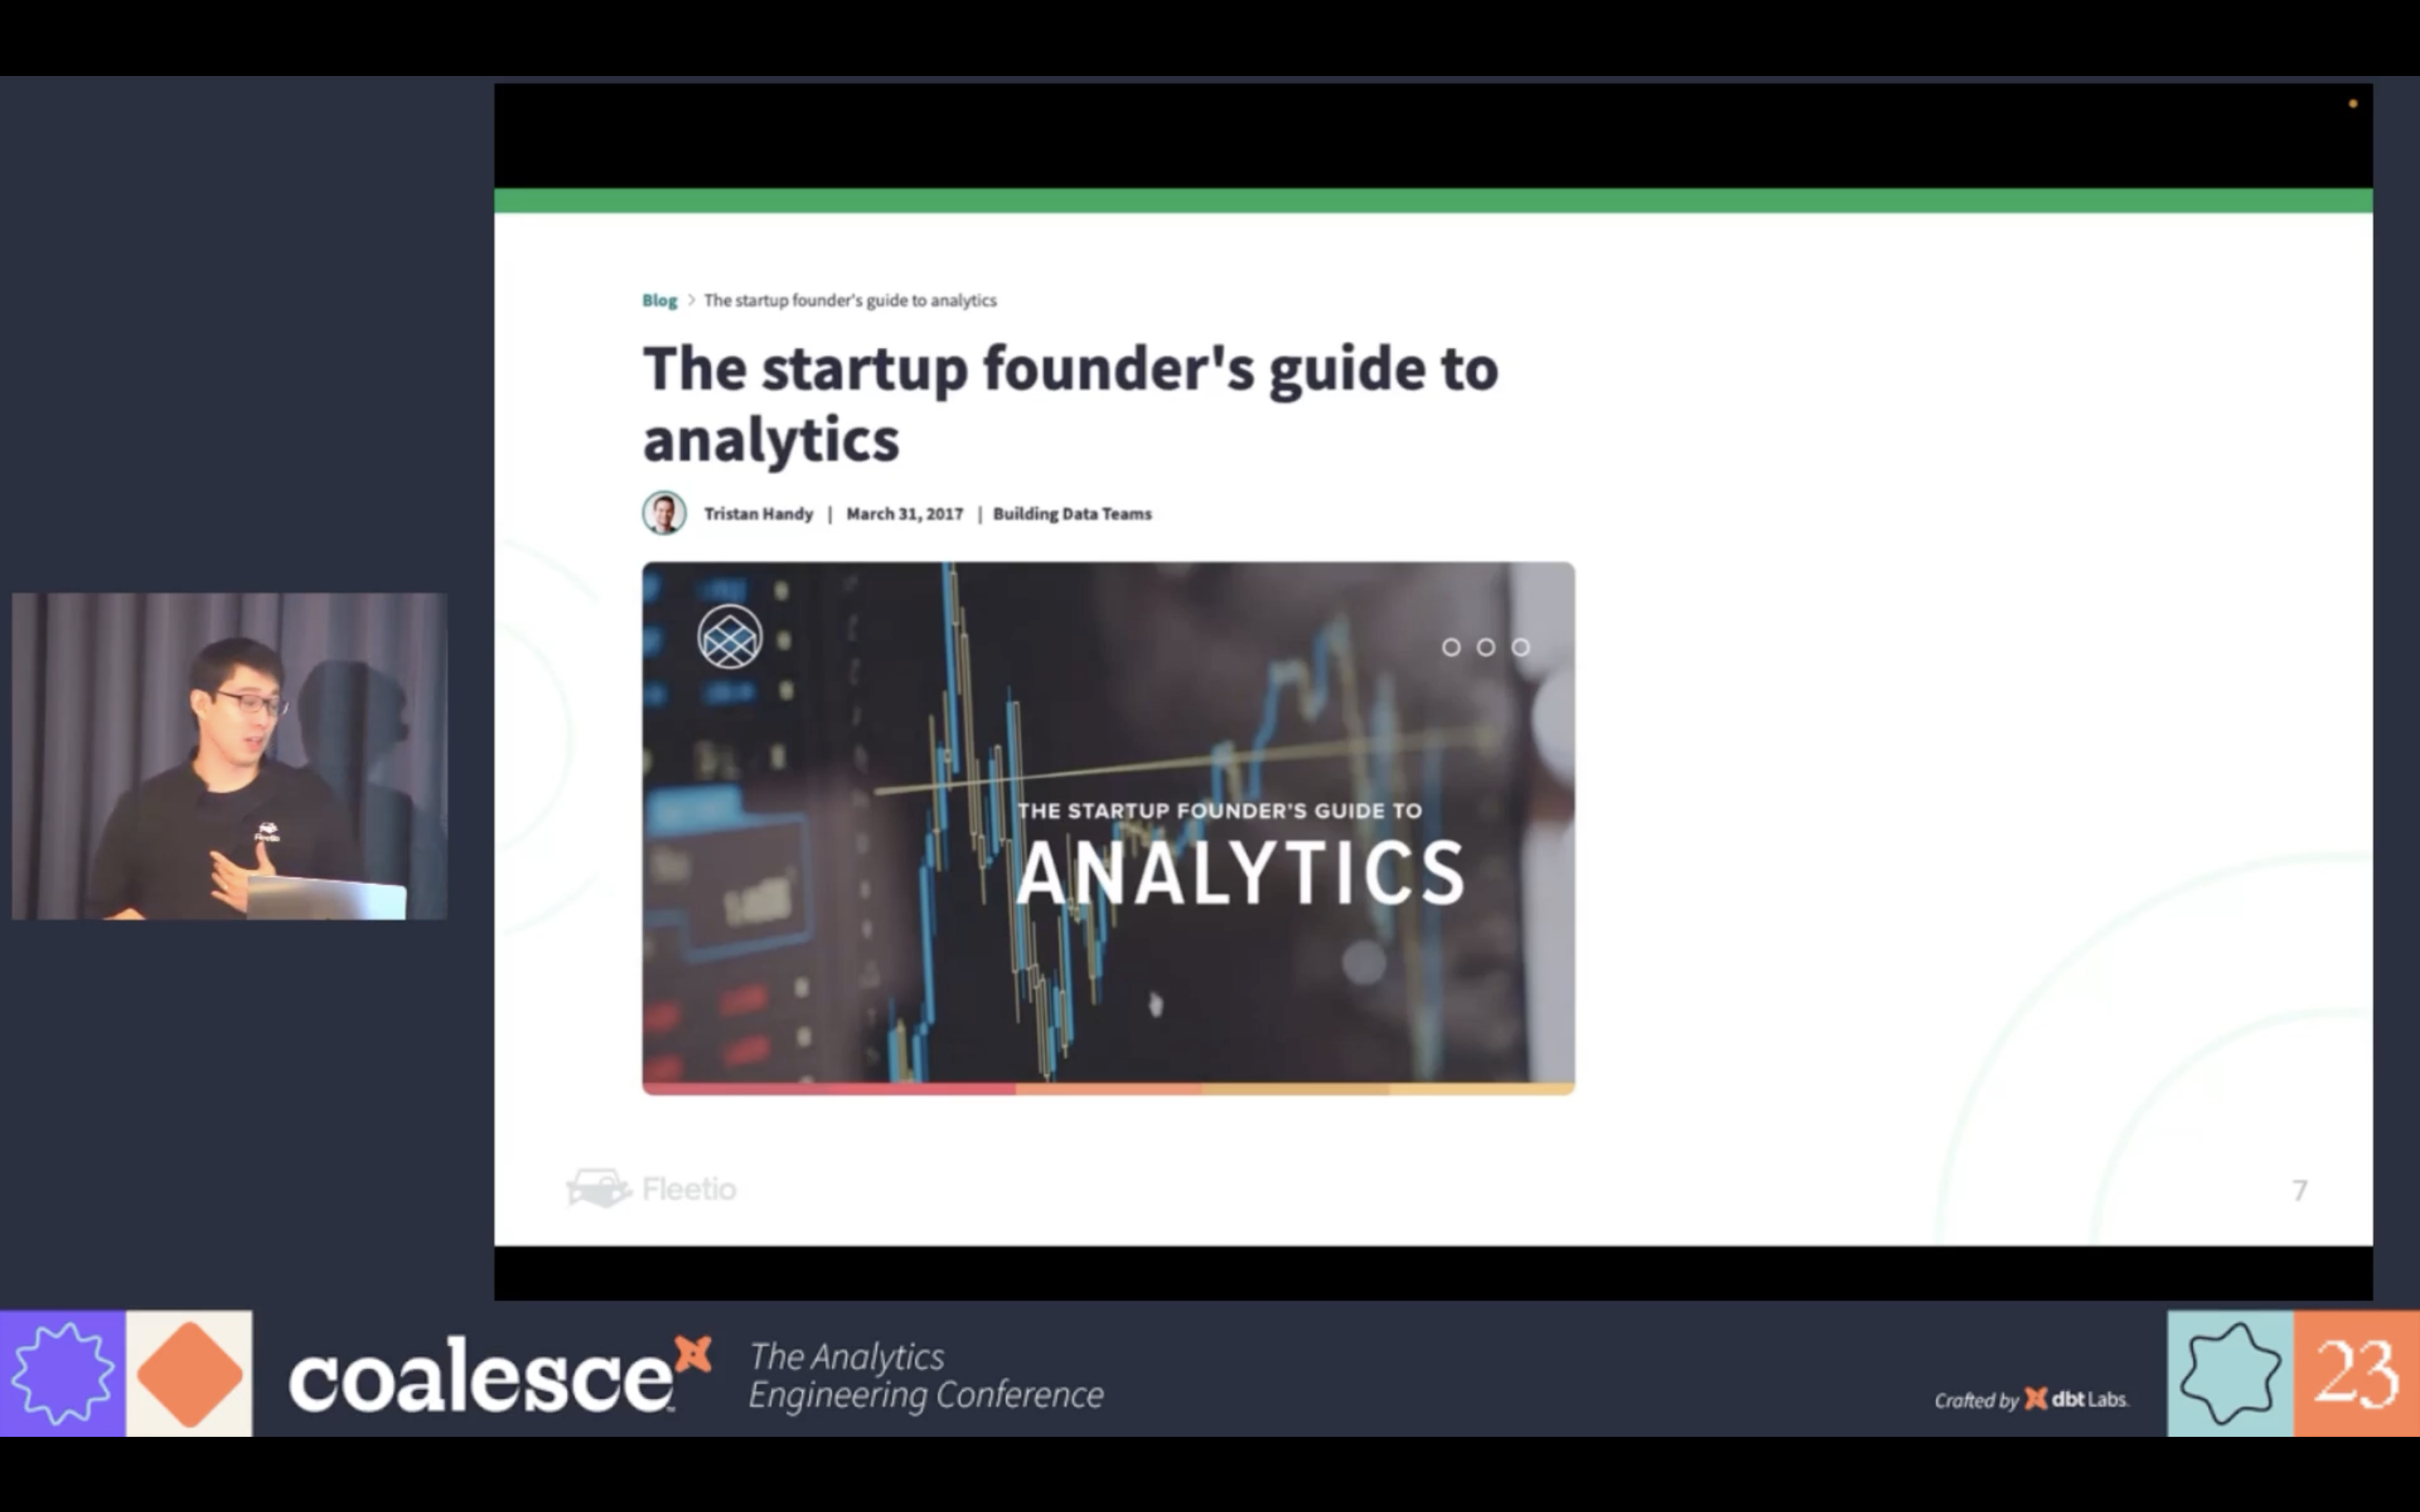 Blog > The startup founder's guide to analytics
The startup founder's guide to
analytics
Tristan Handy | March 31, 2017 | Building Data Teams
THE STARTUP FOUNDER'S GUIDE TO
ANALYTICS
Fleetio
Fleetio
7
coalesce
The Analytics
Engineering Conference
Crafted by dbt Labs.
23